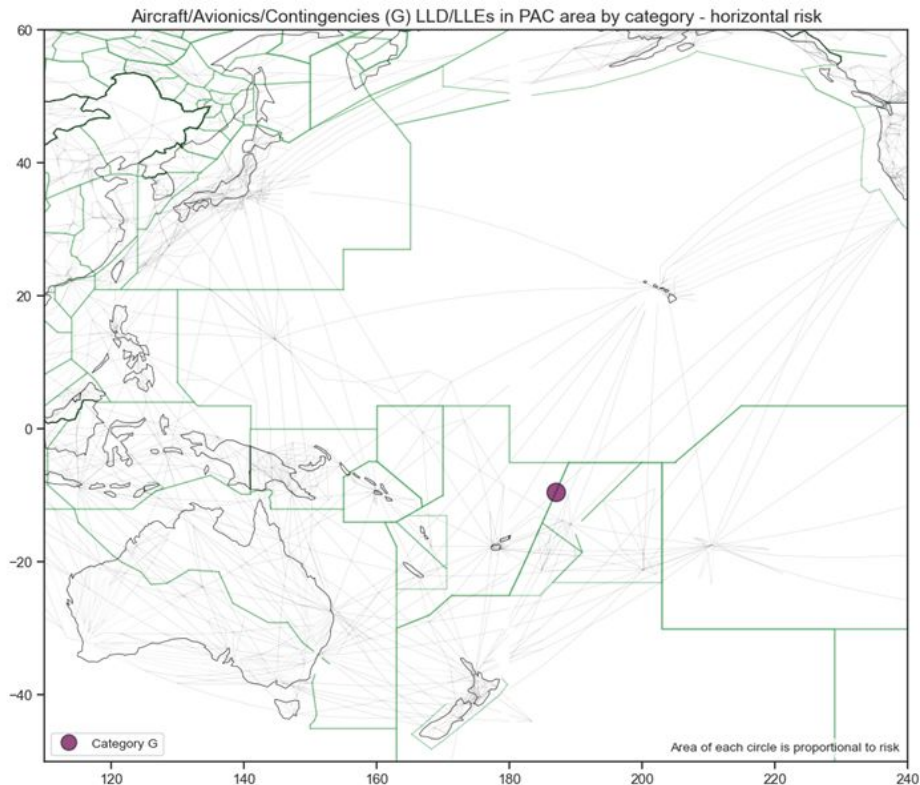 Aircraft/Avionics/Contingencies (G) LLD/LLEs in PAC area by category - horizontal risk
60
40
20
0
−20
−40
Category G
Area of each circle is proportional to risk
120 140 160 180 200 220 240